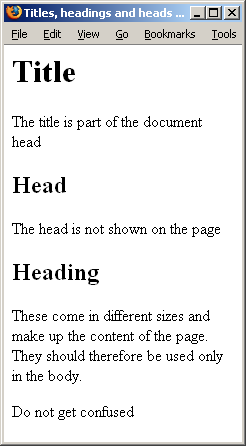 Titles, headings and heads ...
File Edit View Go Bookmarks Tools
Title
The title is part of the document
head
Head
The head is not shown on the page
Heading
These come in different sizes and
make up the content of the page.
They should therefore be used only
in the body.
Do not get confused